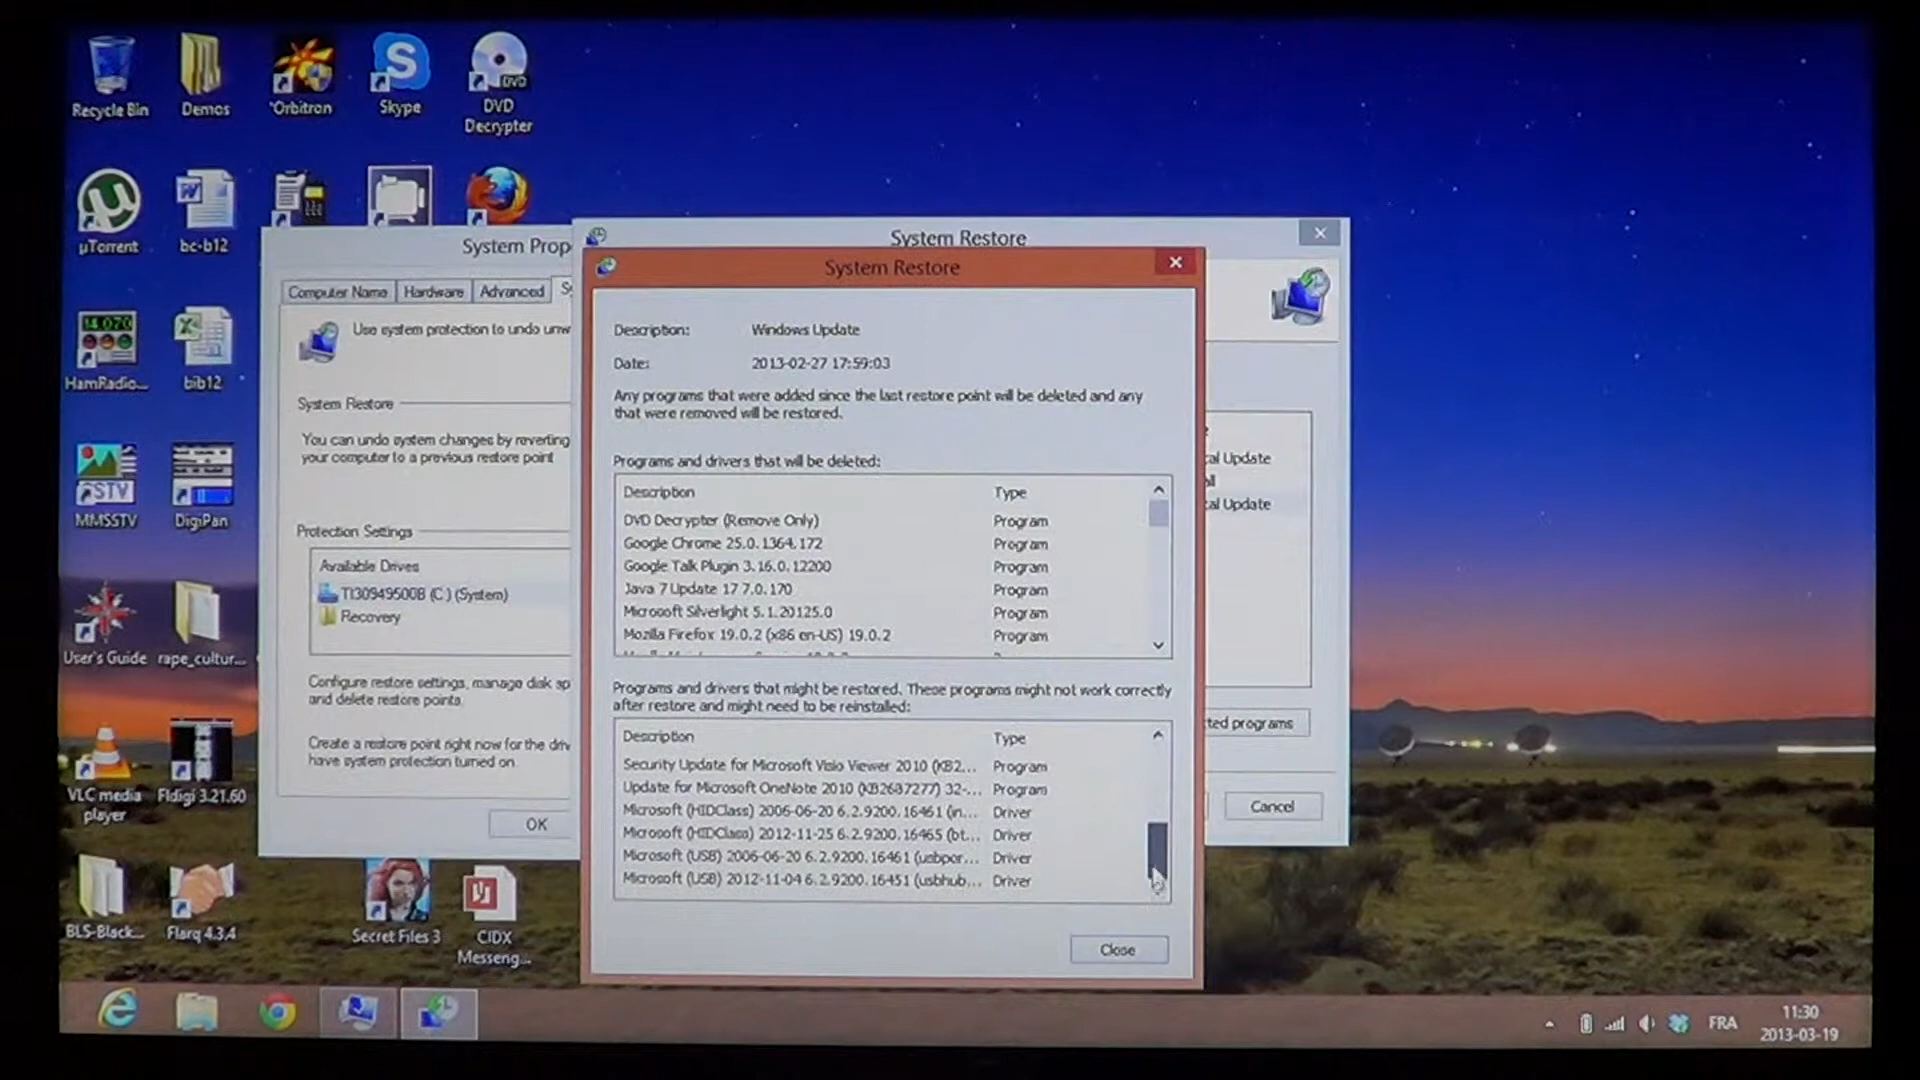 Recycle Bin
Demos
'Orbitron
Skype
DVD
DVD
Decrypter
µTorrent
bc-b12
14.070
HamRadio...
bib12
SSTV
MMSSTV
DigiPan
User's Guide
rape_cultur...
VLC media
player
Fldigi 3.21.60
BLS-Black...
Flarq 4.3.4
Secret Files 3
CIDX
Messeng...
System Prop
Computer Name
Hardware
Advanced
Sy
Use system protection to undo unw
System Restore
You can undo system changes by reverting
your computer to a previous restore point
Protection Settings
Available Drives
TI30949500B (C:) (System)
Recovery
Configure restore settings, manage disk sp
and delete restore points.
Create a restore point right now for the driv
have system protection turned on.
OK
System Restore
cal Update
all
cal Update
ted programs
Cancel
System Restore
Description: Windows Update
Date: 2013-02-27 17:59:03
Any programs that were added since the last restore point will be deleted and any
that were removed will be restored.
Programs and drivers that will be deleted:
Description Type
DVD Decrypter (Remove Only) Program
Google Chrome 25.0.1364.172 Program
Google Talk Plugin 3.16.0.12200 Program
Java 7 Update 17 7.0.170 Program
Microsoft Silverlight 5.1.20125.0 Program
Mozilla Firefox 19.0.2 (x86 en-US) 19.0.2 Program
Programs and drivers that might be restored. These programs might not work correctly
after restore and might need to be reinstalled:
Description Type
Security Update for Microsoft Visio Viewer 2010 (KB2... Program
Update for Microsoft OneNote 2010 (KB2687277) 32-... Program
Microsoft (HIDClass) 2006-06-20 6.2.9200.16461 (in... Driver
Microsoft (HIDClass) 2012-11-25 6.2.9200.16465 (bt... Driver
Microsoft (USB) 2006-06-20 6.2.9200.16461 (usbpor... Driver
Microsoft (USB) 2012-11-04 6.2.9200.16451 (usbhub... Driver
Close
FRA
11:30
2013-03-19